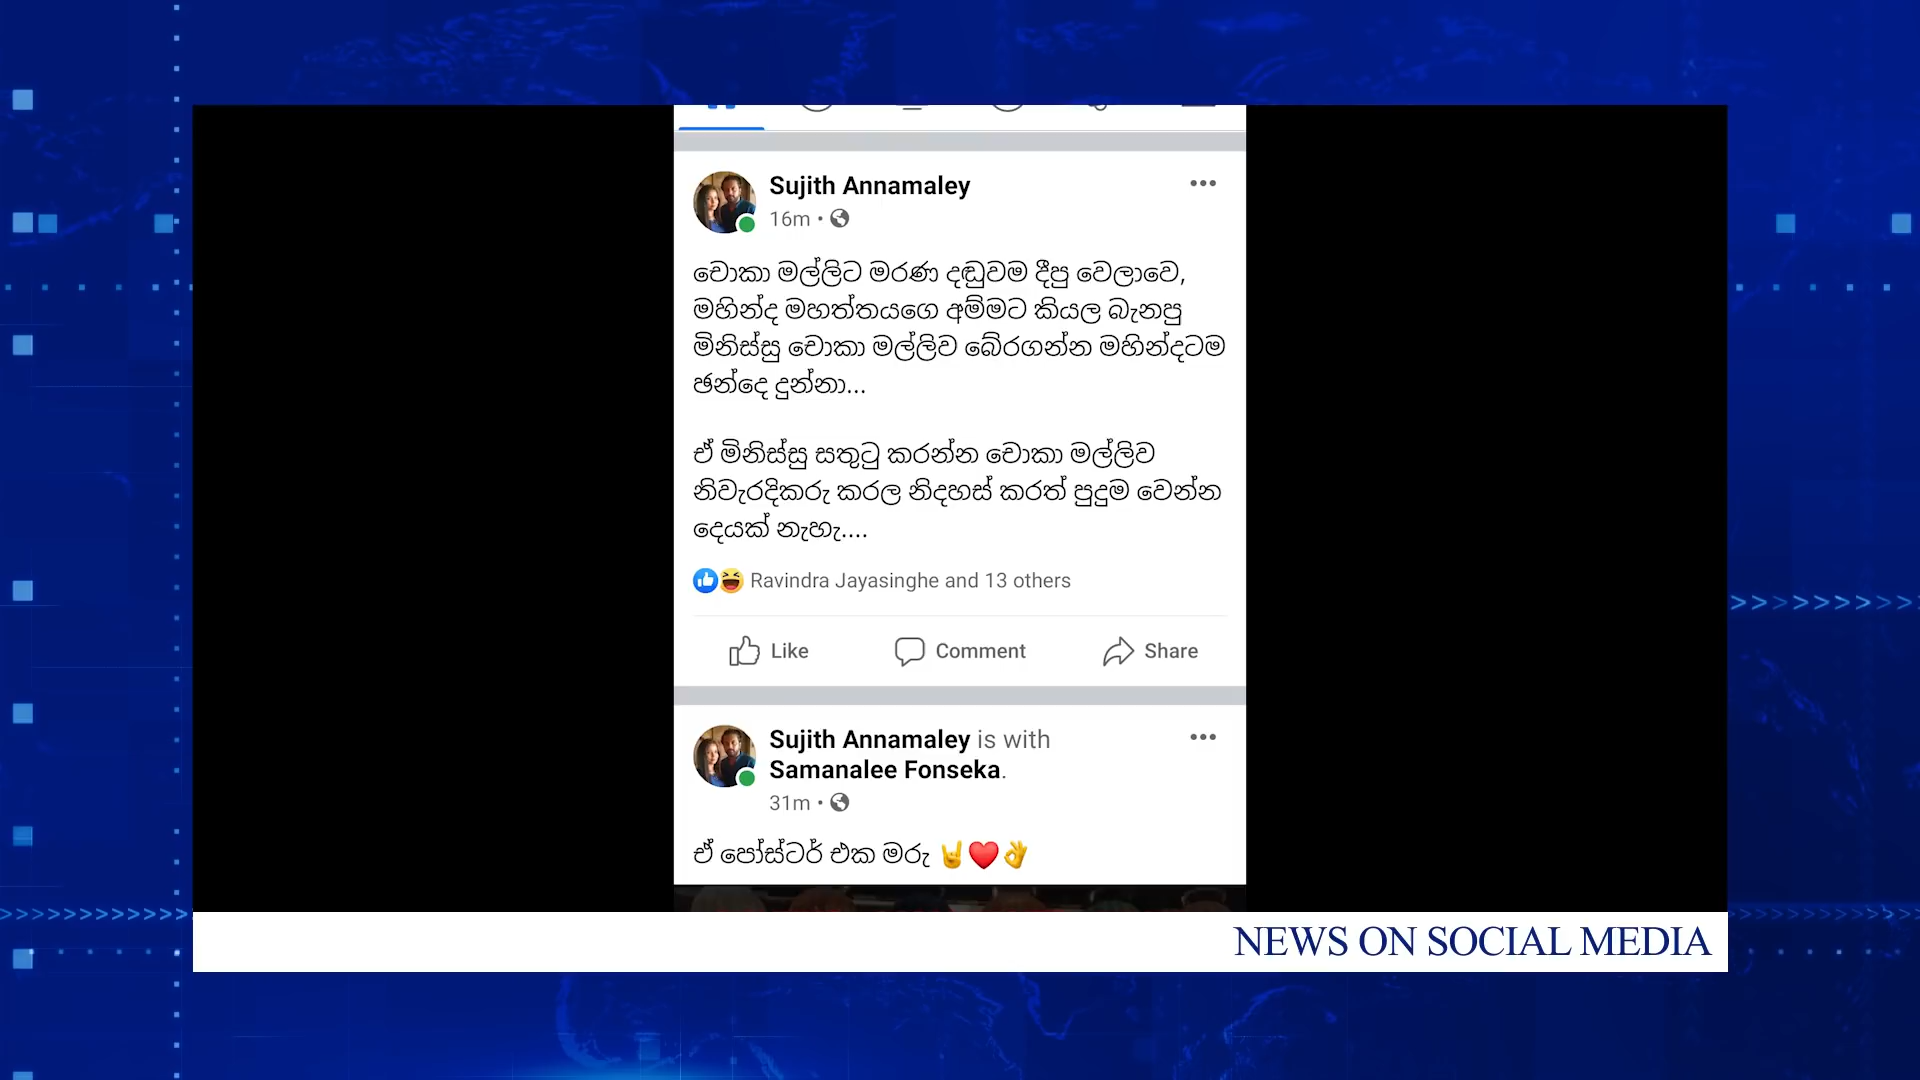 Sujith Annamaley
16m •
චොකා මල්ලිට මරණ දඬුවම දීපු වෙලාවෙ,
මහින්ද මහත්තයගෙ අම්මට කියල බැනපු
මිනිස්සු චොකා මල්ලිව බේරගන්න මහින්දටම
ඡන්දෙ දුන්නා...
ඒ මිනිස්සු සතුටු කරන්න චොකා මල්ලිව
නිවැරදිකරු කරල නිදහස් කරත් පුදුම වෙන්න
දෙයක් නැහැ....
Ravindra Jayasinghe and 13 others
Like Comment Share
Sujith Annamaley is with
Samanalee Fonseka.
31m •
ඒ පෝස්ටර් එක මරු 🤘❤️👌
NEWS ON SOCIAL MEDIA